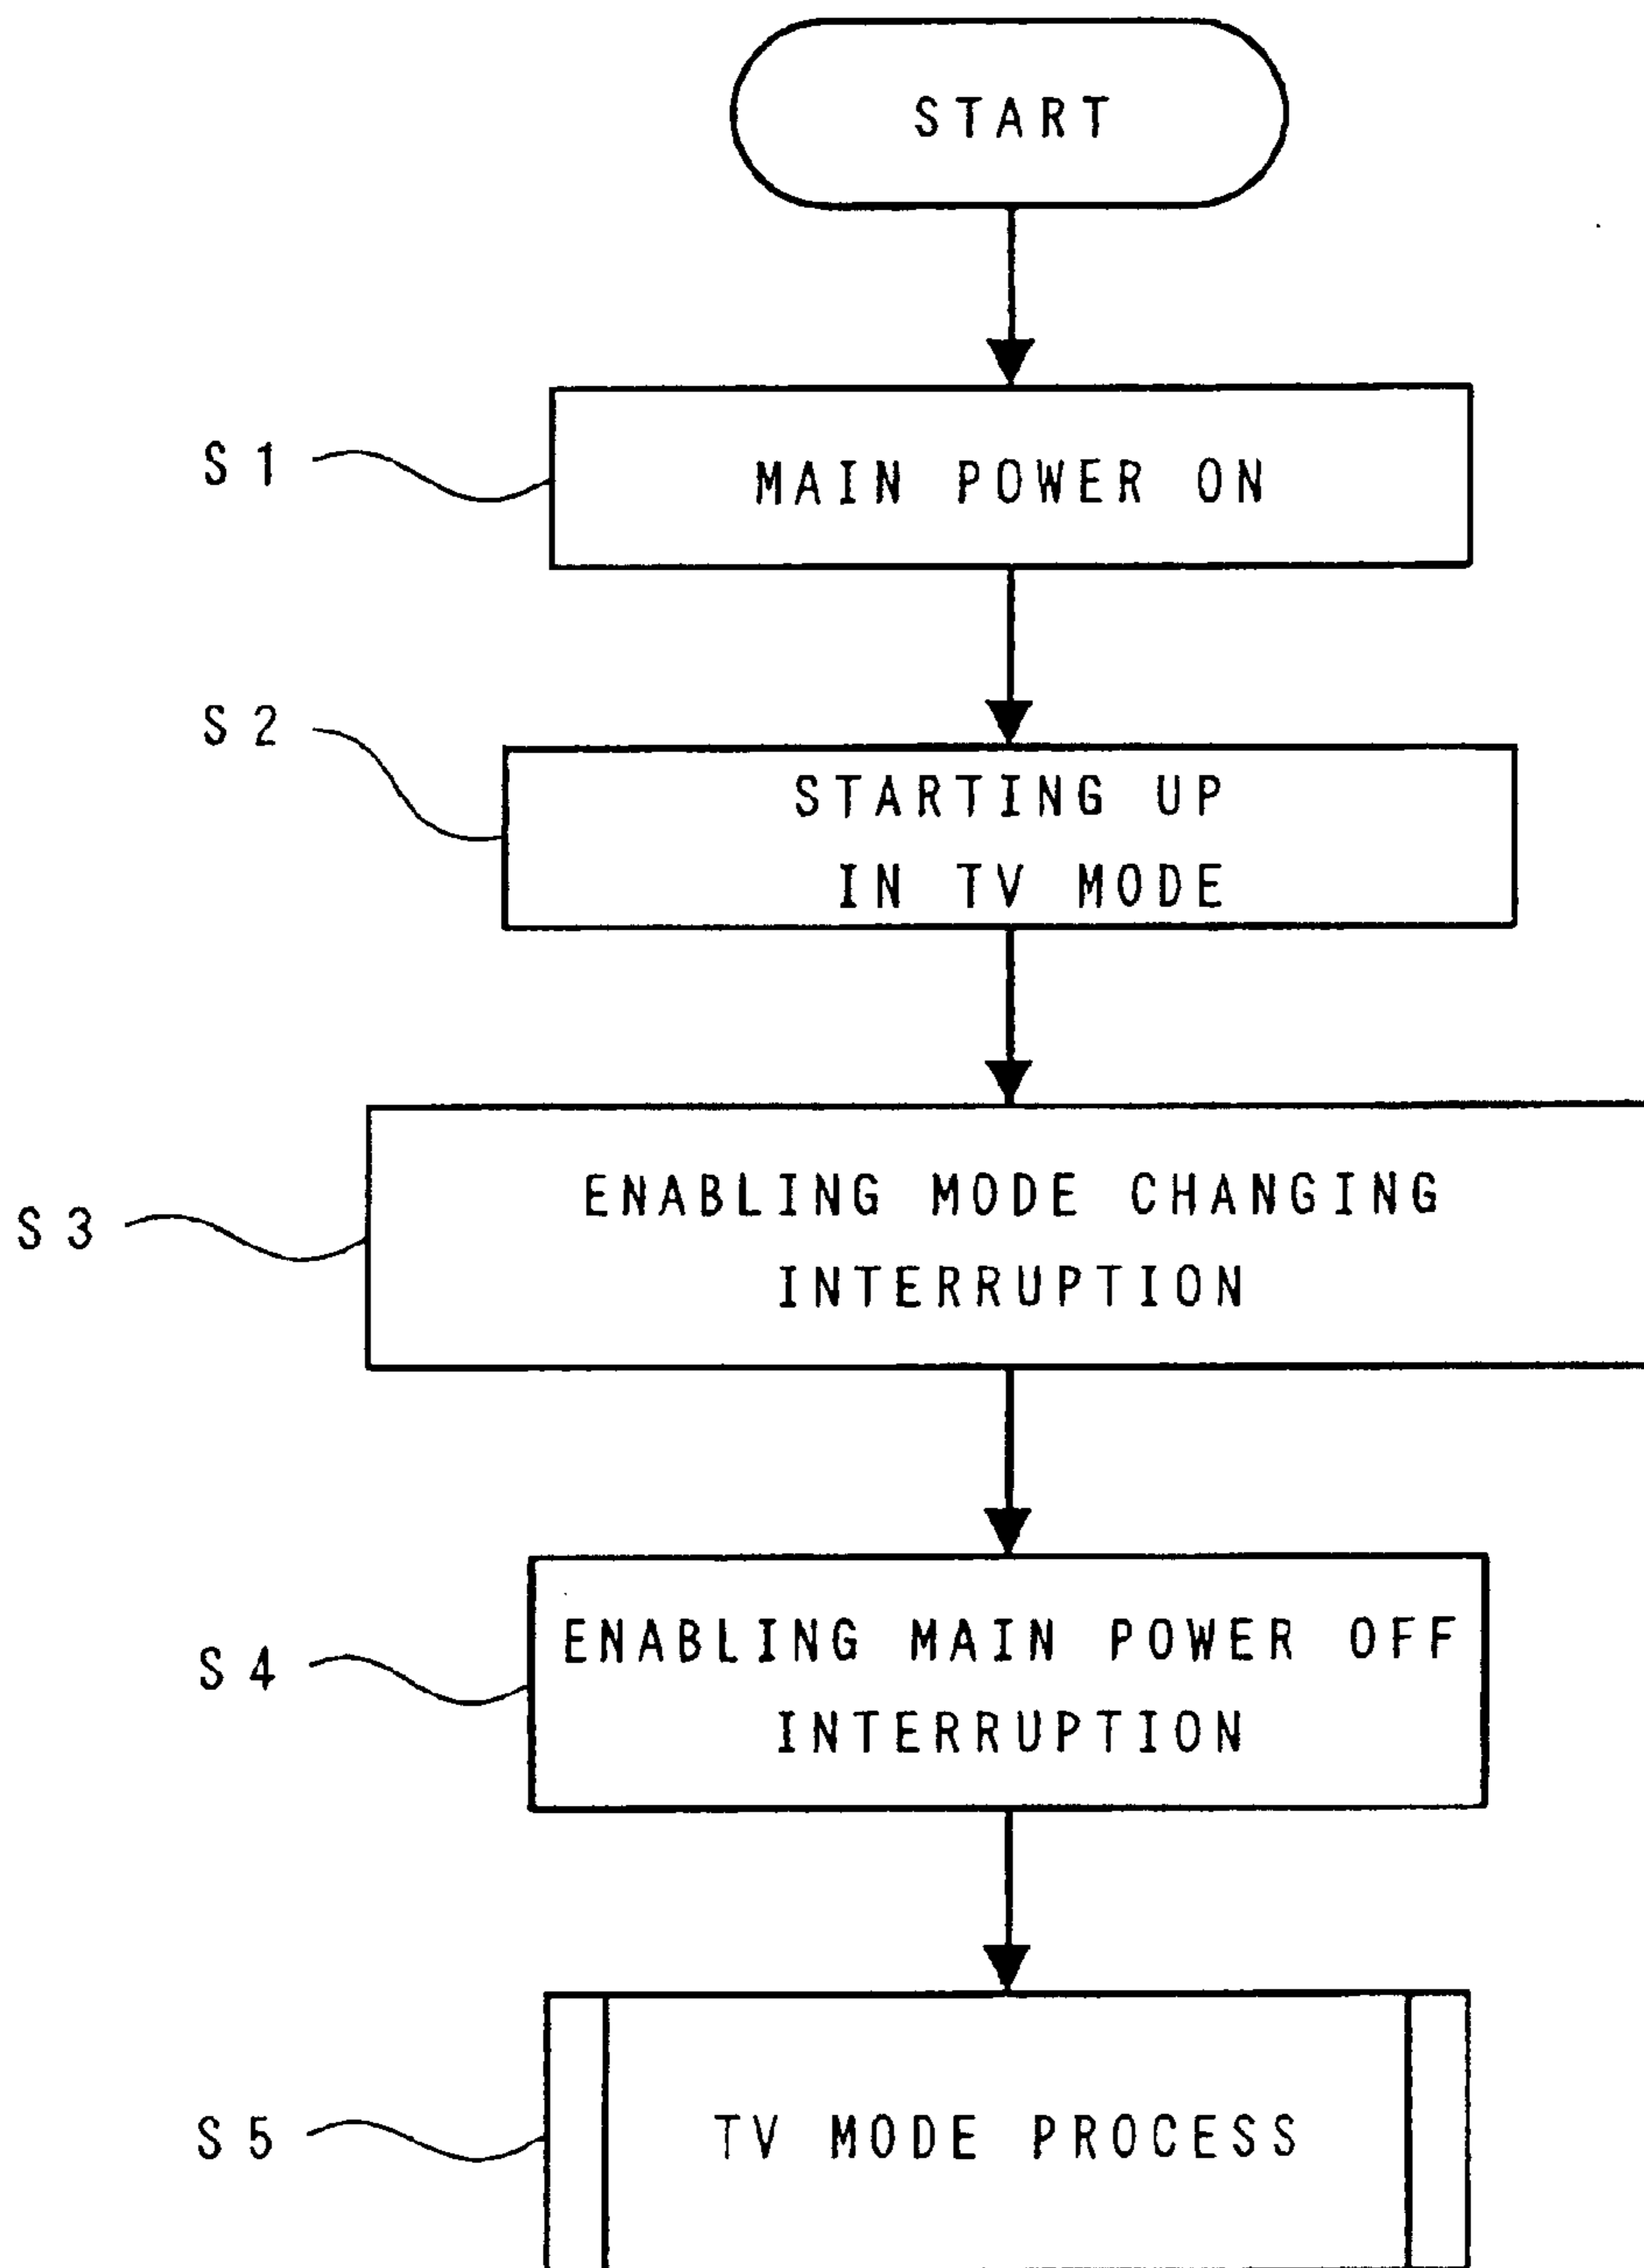 START
S1
MAIN POWER ON
S2
STARTING UP
IN TV MODE
S3
ENABLING MODE CHANGING
INTERRUPTION
S4
ENABLING MAIN POWER OFF
INTERRUPTION
S5
TV MODE PROCESS